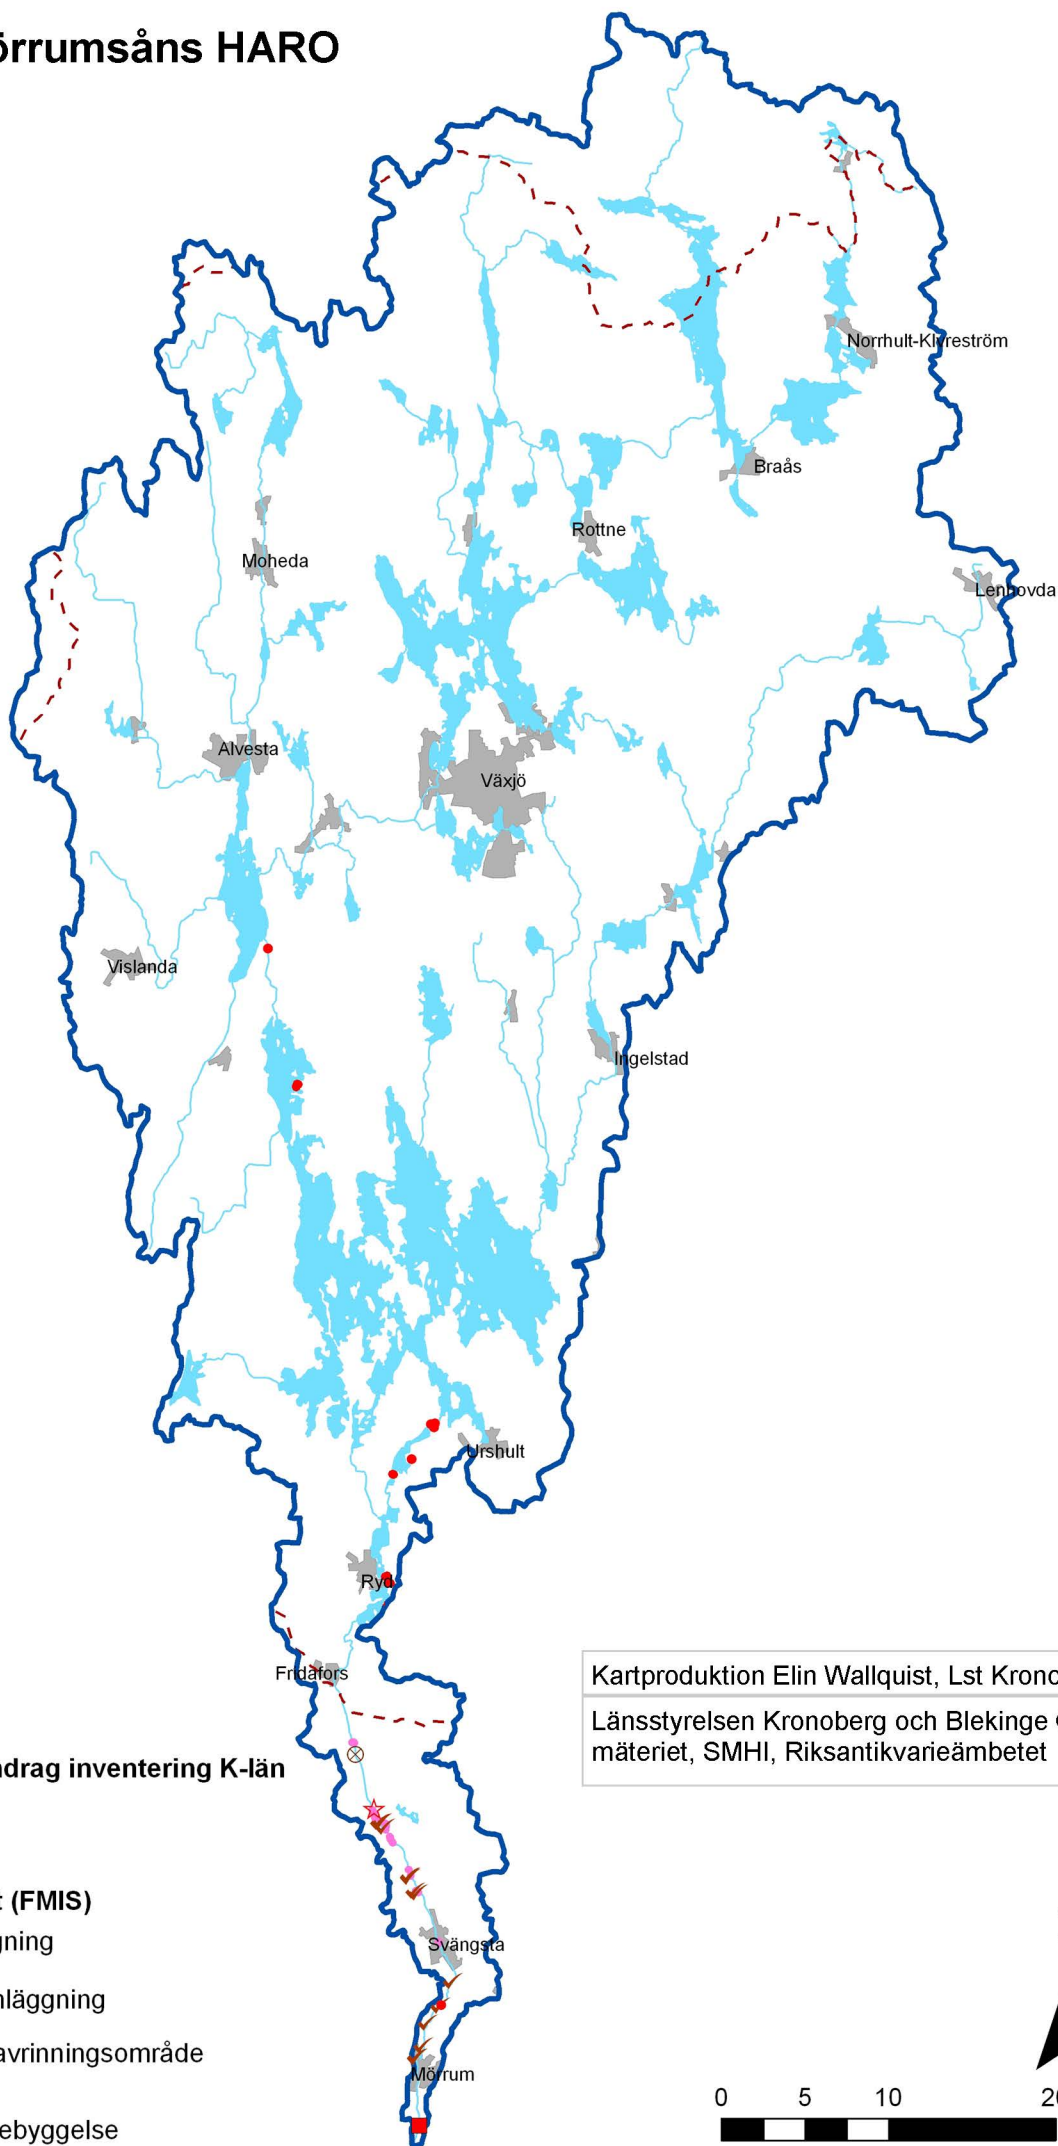 örrumsåns HARO
Norrhult-Klavreström
Braås
Rottne
Moheda
Lenhovda
Alvesta
Växjö
Vislanda
Ingelstad
Urshult
Ryd
Fridafors
Kartproduktion Elin Wallquist, Lst Krono
Länsstyrelsen Kronoberg och Blekinge
mäteriet, SMHI, Riksantikvarieämbetet
ndrag inventering K-län
t (FMIS)
gning
Svängsta
nläggning
avrinningsområde
Mörrum
0 5 10 20
ebyggelse